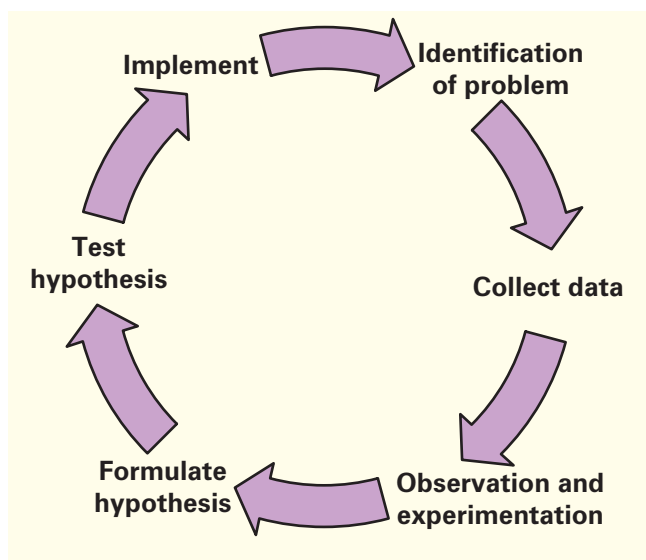 Implement
Identification
of problem
Collect data
Observation and
experimentation
Formulate
hypothesis
Test
hypothesis